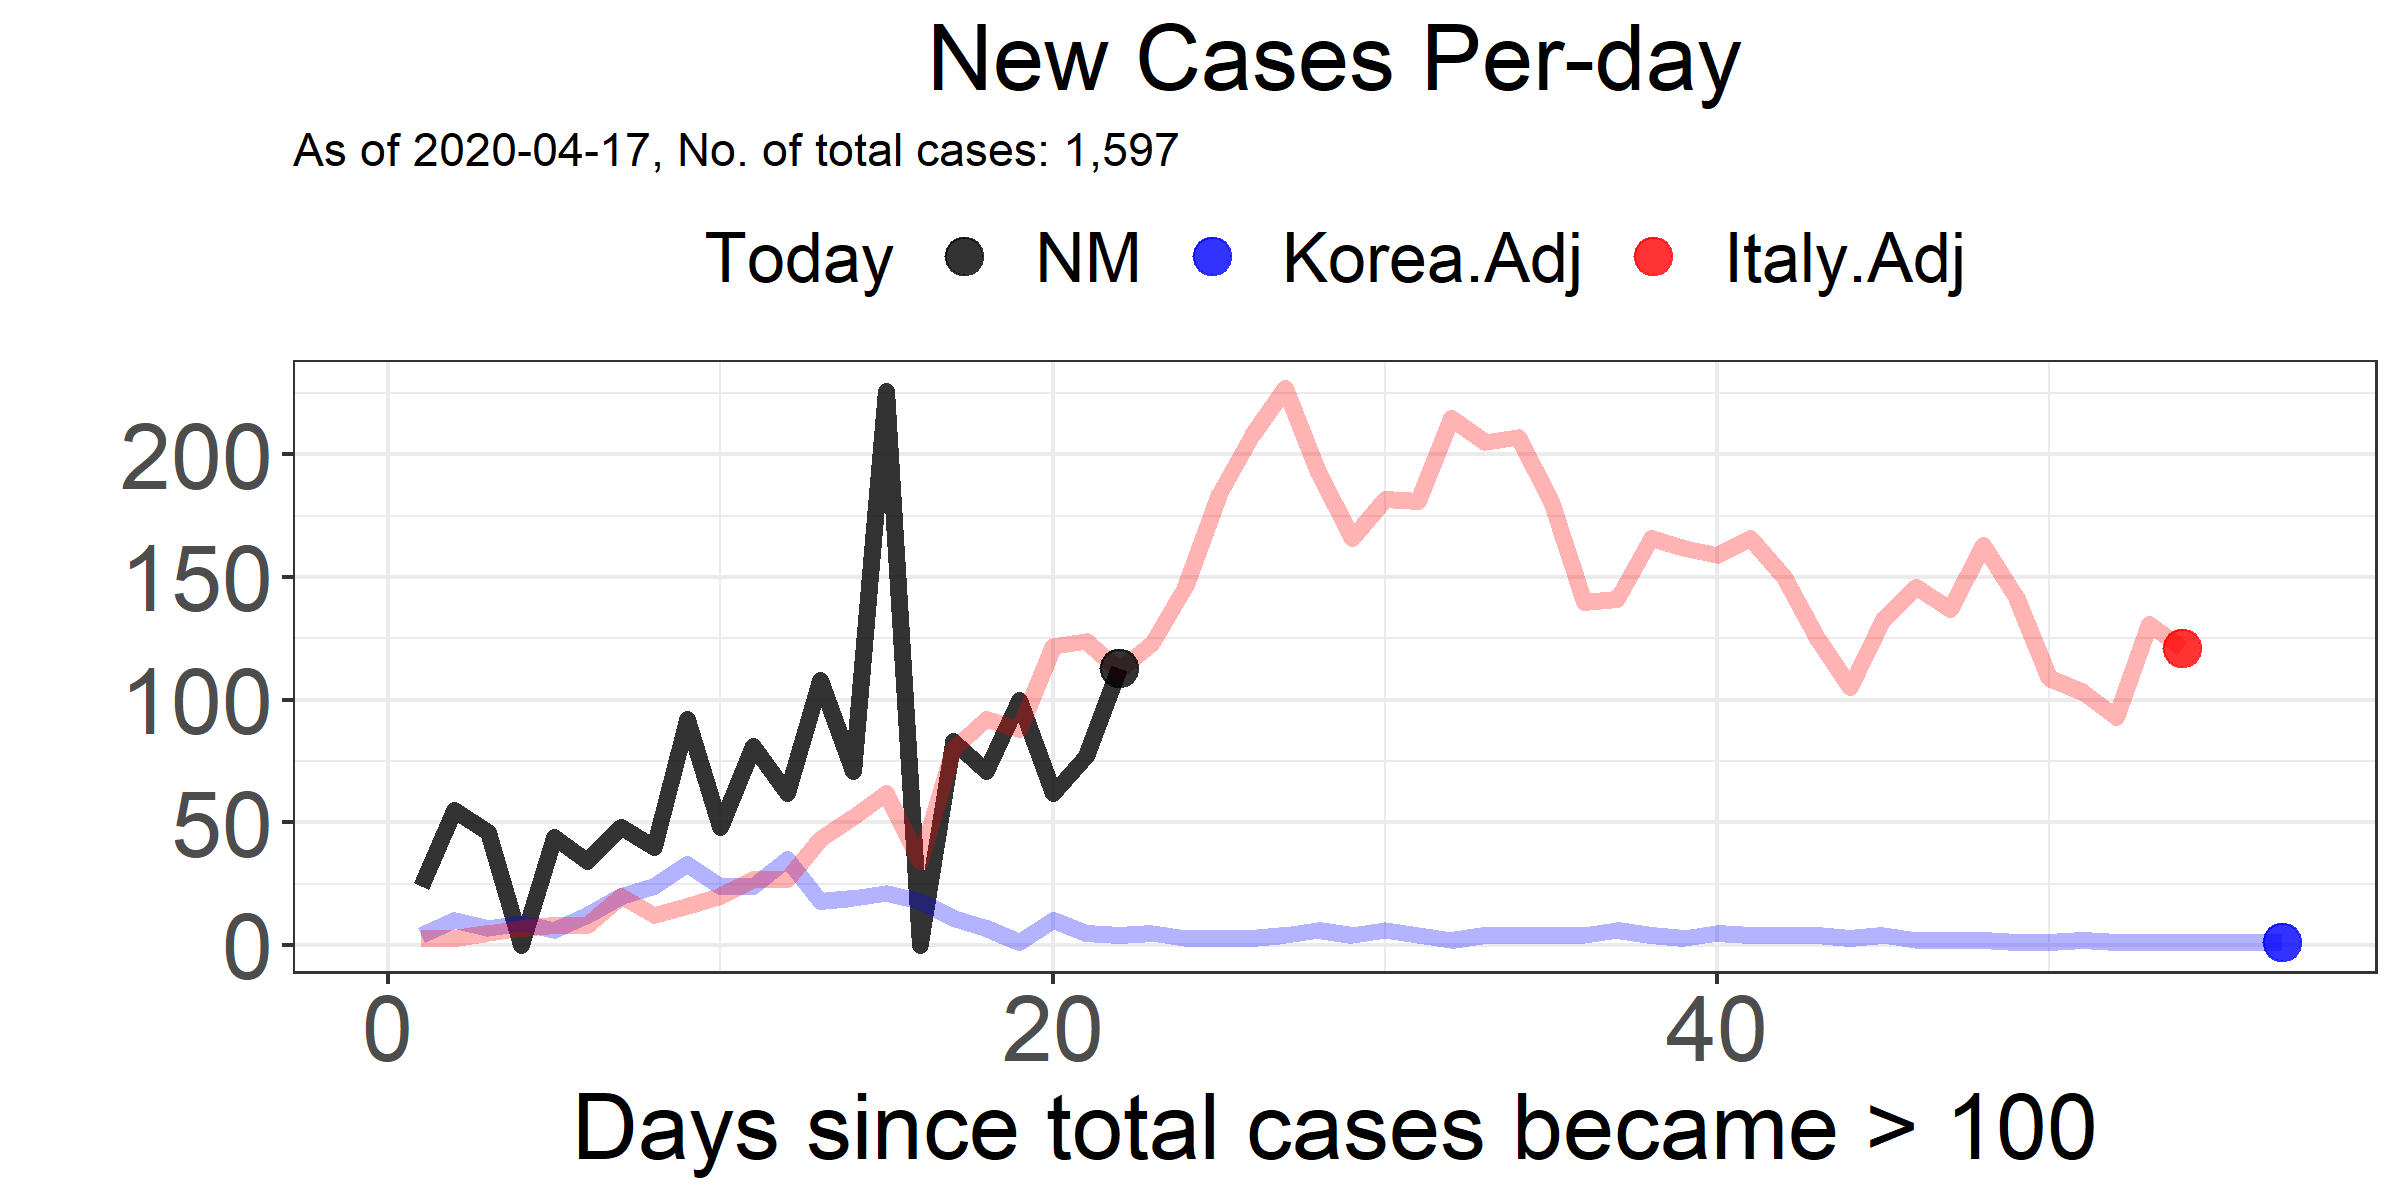 New Cases Per-day
As of 2020-04-17, No. of total cases: 1,597
Today NM Korea.Adj Italy.Adj
200
150
100
50
0
0 20 40
Days since total cases became > 100